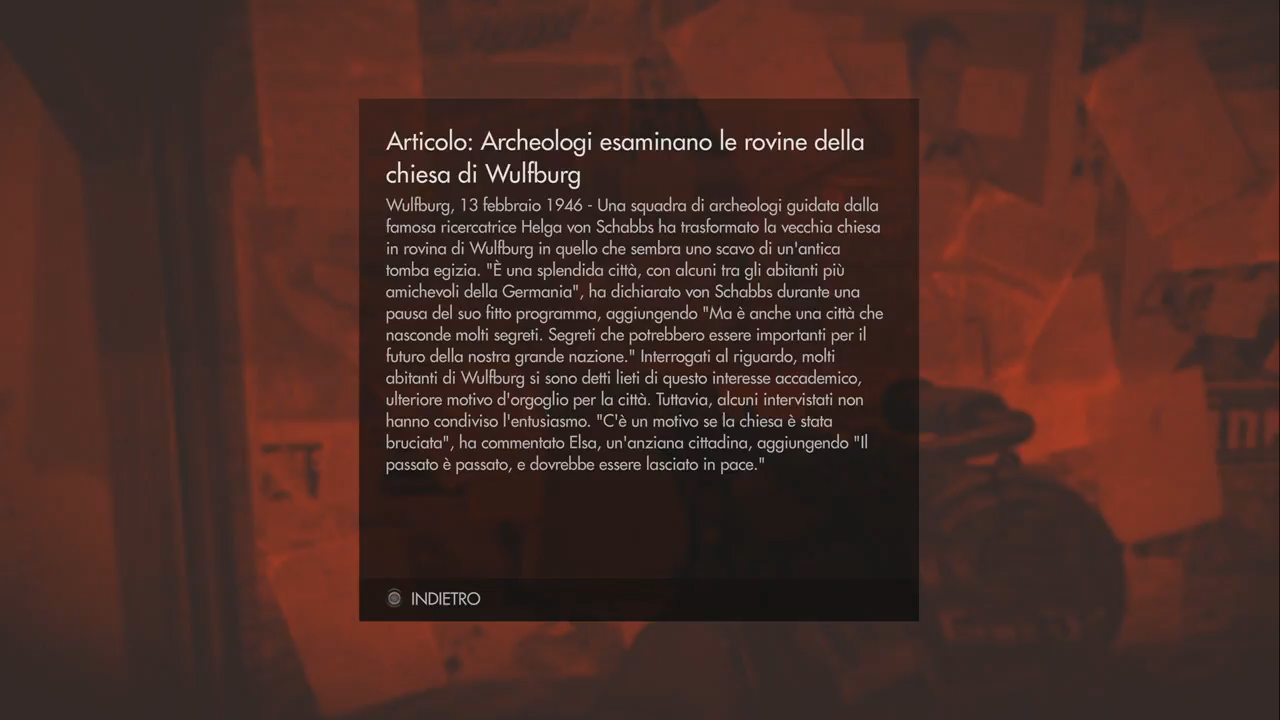 Articolo: Archeologi esaminano le rovine della
chiesa di Wulfburg
Wulfburg, 13 febbraio 1946 - Una squadra di archeologi guidata dalla
famosa ricercatrice Helga von Schabbs ha trasformato la vecchia chiesa
in rovina di Wulfburg in quello che sembra uno scavo di un'antica
tomba egizia. "È una splendida città, con alcuni tra gli abitanti più
amichevoli della Germania", ha dichiarato von Schabbs durante una
pausa del suo fitto programma, aggiungendo "Ma è anche una città che
nasconde molti segreti. Segreti che potrebbero essere importanti per il
futuro della nostra grande nazione." Interrogati al riguardo, molti
abitanti di Wulfburg si sono detti lieti di questo interesse accademico,
ulteriore motivo d'orgoglio per la città. Tuttavia, alcuni intervistati non
hanno condiviso l'entusiasmo. "C'è un motivo se la chiesa è stata
bruciata", ha commentato Elsa, un'anziana cittadina, aggiungendo "Il
passato è passato, e dovrebbe essere lasciato in pace."
INDIETRO